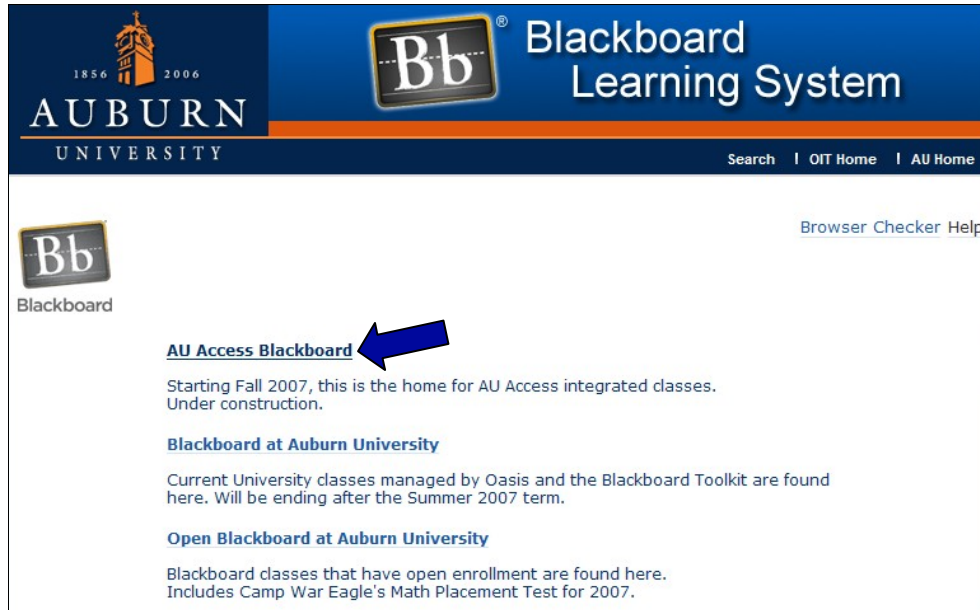 1856 2006
AUBURN
UNIVERSITY
Bb®
Blackboard
Learning System
Search | OIT Home | AU Home
Browser Checker Help
Bb
Blackboard
AU Access Blackboard
Starting Fall 2007, this is the home for AU Access integrated classes.
Under construction.
Blackboard at Auburn University
Current University classes managed by Oasis and the Blackboard Toolkit are found
here. Will be ending after the Summer 2007 term.
Open Blackboard at Auburn University
Blackboard classes that have open enrollment are found here.
Includes Camp War Eagle's Math Placement Test for 2007.